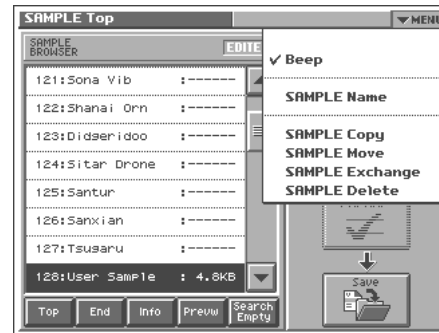 SAMPLE Top
▼MENU
SAMPLE
BROWSER
EDITE
✓ Beep
SAMPLE Name
SAMPLE Copy
SAMPLE Move
SAMPLE Exchange
SAMPLE Delete
121:Sona Vib :------
122:Shanai Orn :------
123:Didgeridoo :------
124:Sitar Drone :------
125:Santur :------
126:Sanxian :------
127:Tsugaru :------
128:User Sample : 4.8KB
Top End Info Prevw Search Empty
Save